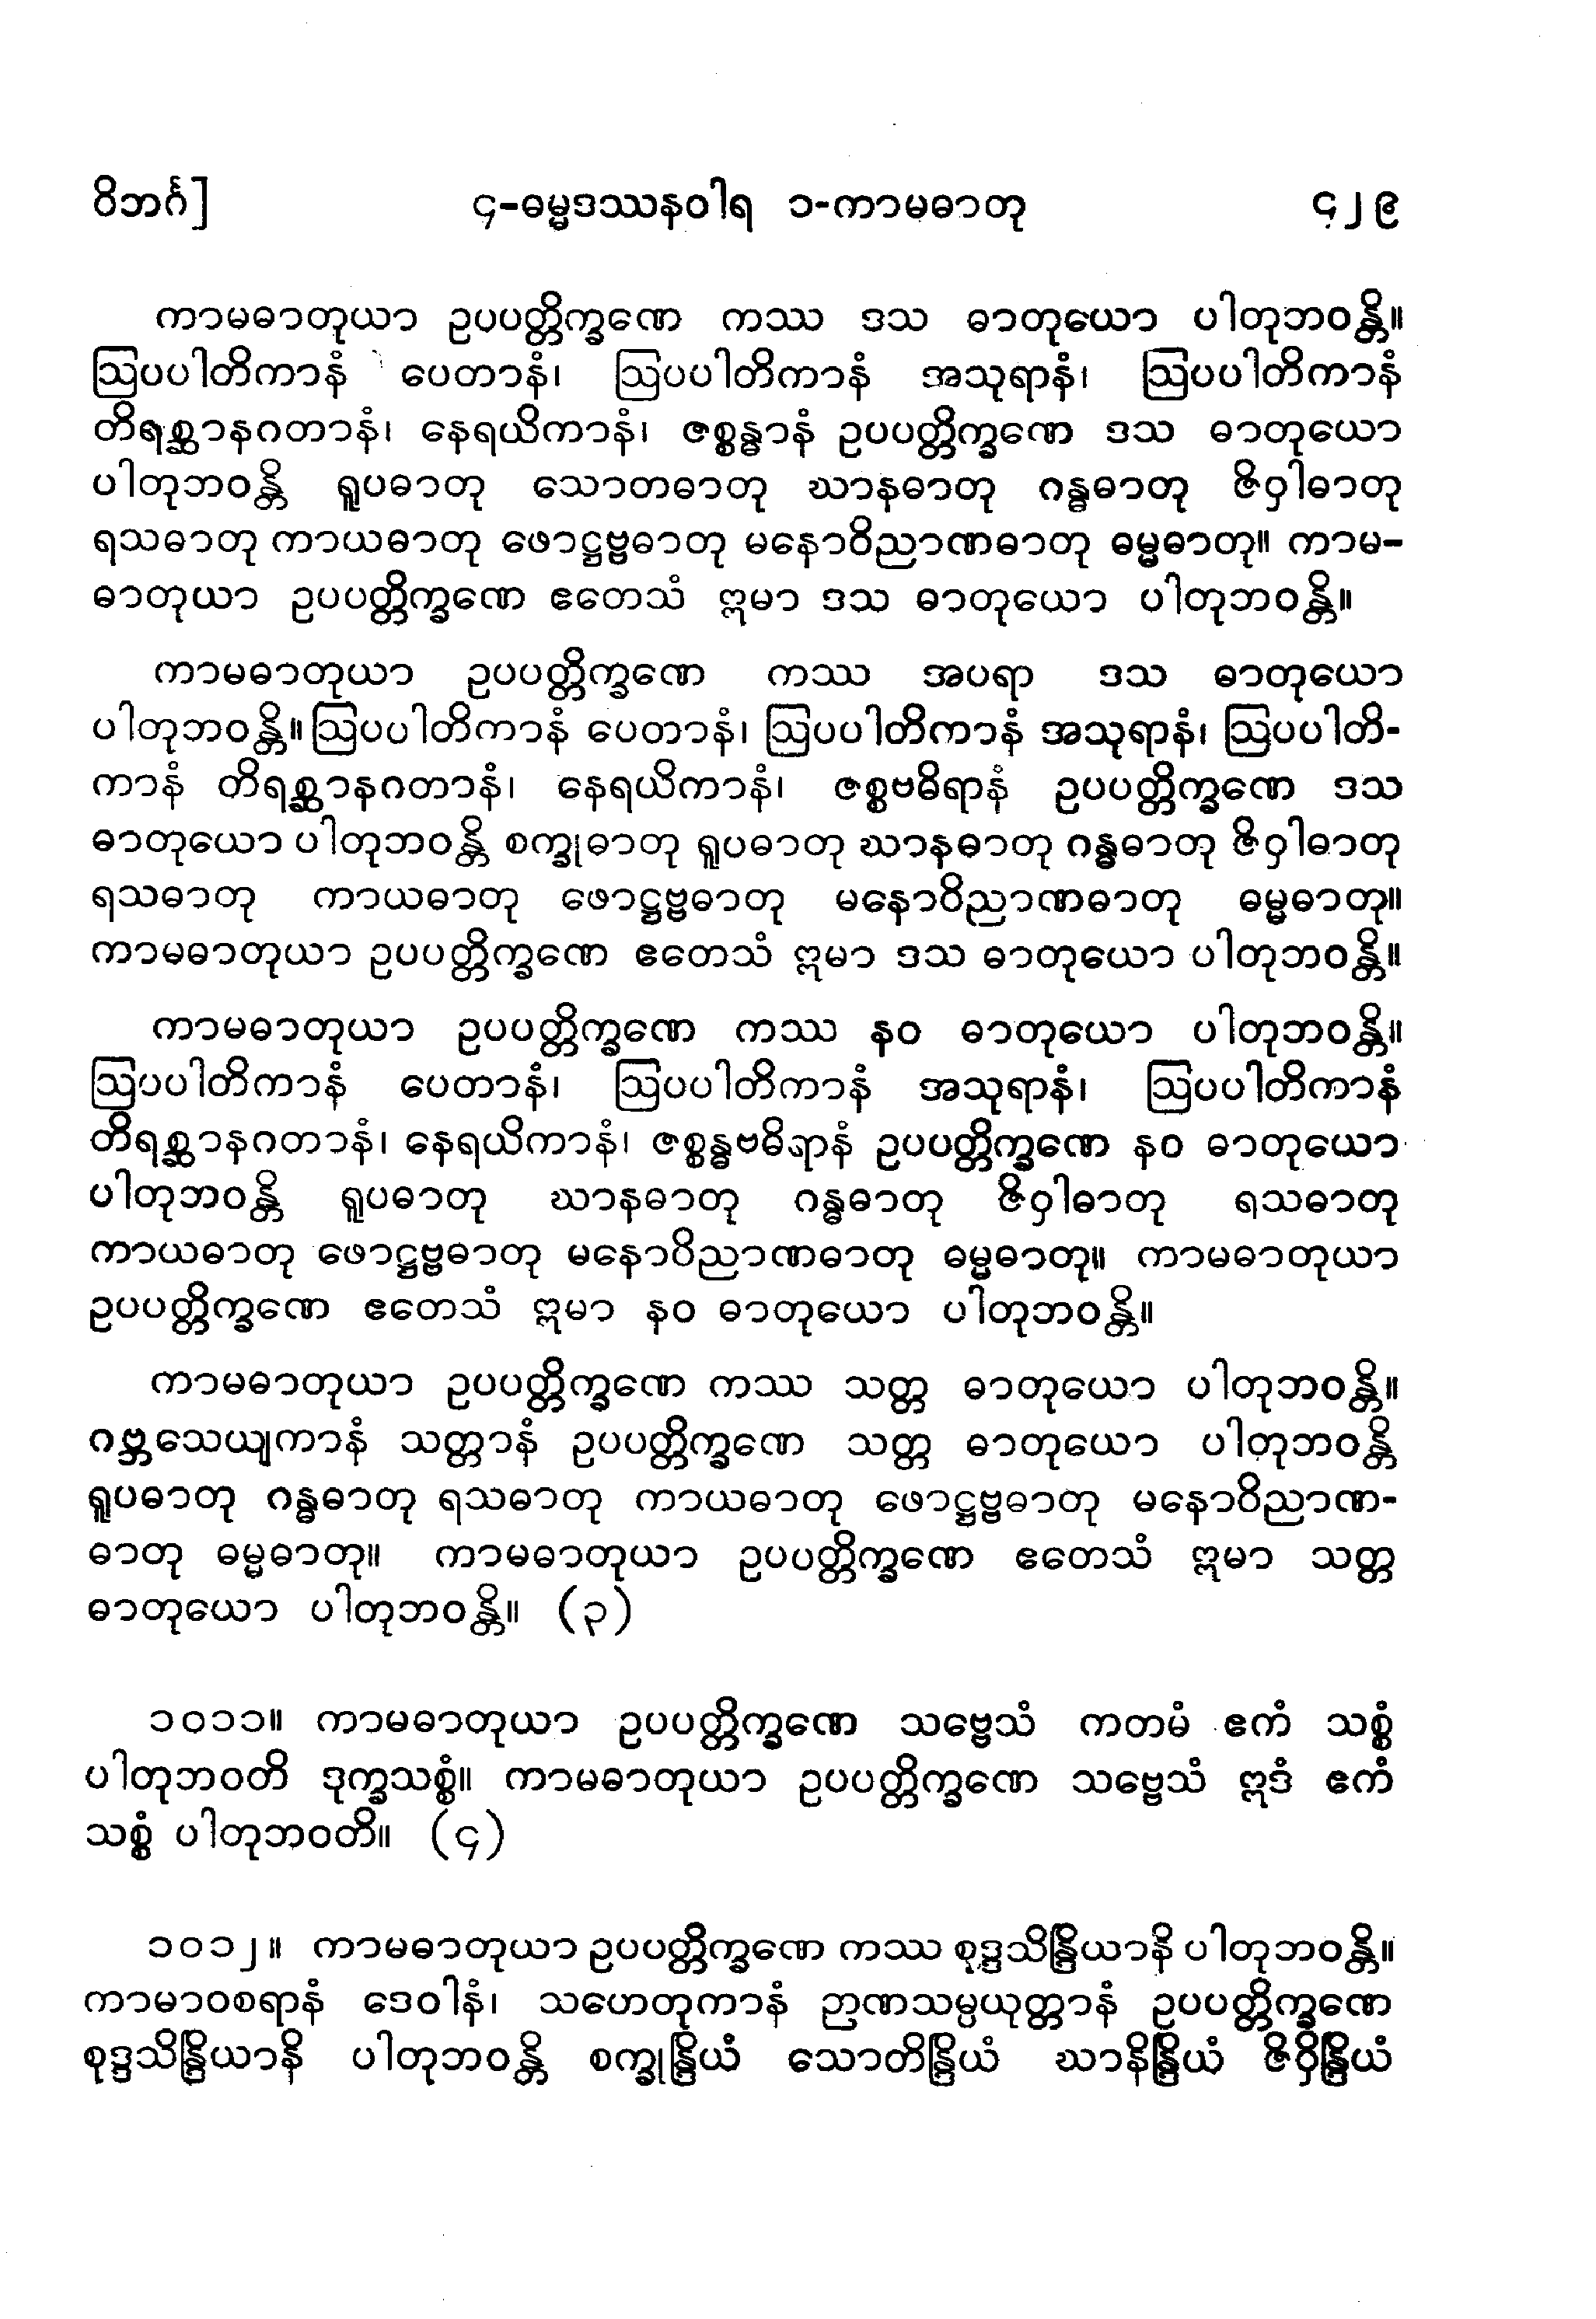 ဝိဘင်္ဂ] ၄-ဓမ္မဒဿနဝါရ ၁-ကာမဓာတု ၄၂၉
ကာမဓာတုယာ ဥပပတ္တိက္ခဏေ ကဿ ဒသ ဓာတုယော ပါတုဘဝန္တိ။
ဩပပါတိကာနံ ပေတာနံ၊ ဩပပါတိကာနံ အသုရာနံ၊ ဩပပါတိကာနံ
တိရစ္ဆာနဂတာနံ၊ နေရယိကာနံ၊ ဇစ္စန္ဓာနံ ဥပပတ္တိက္ခဏေ ဒသ ဓာတုယော
ပါတုဘဝန္တိ ရူပဓာတု သောတဓာတု ဃာနဓာတု ဂန္ဓဓာတု ဇိဝှါဓာတု
ရသဓာတု ကာယဓာတု ဖောဋ္ဌဗ္ဗဓာတု မနောဝိညာဏဓာတု ဓမ္မဓာတု။ ကာမ-
ဓာတုယာ ဥပပတ္တိက္ခဏေ ဧတေသံ ဣမာ ဒသ ဓာတုယော ပါတုဘဝန္တိ။
ကာမဓာတုယာ ဥပပတ္တိက္ခဏေ ကဿ အပရာ ဒသ ဓာတုယော
ပါတုဘဝန္တိ။ ဩပပါတိကာနံ ပေတာနံ၊ ဩပပါတိကာနံ အသုရာနံ၊ ဩပပါတိ-
ကာနံ တိရစ္ဆာနဂတာနံ၊ နေရယိကာနံ၊ ဇစ္စဗဓိရာနံ ဥပပတ္တိက္ခဏေ ဒသ
ဓာတုယော ပါတုဘဝန္တိ စက္ခုဓာတု ရူပဓာတု ဃာနဓာတု ဂန္ဓဓာတု ဇိဝှါဓာတု
ရသဓာတု ကာယဓာတု ဖောဋ္ဌဗ္ဗဓာတု မနောဝိညာဏဓာတု ဓမ္မဓာတု။
ကာမဓာတုယာ ဥပပတ္တိက္ခဏေ ဧတေသံ ဣမာ ဒသ ဓာတုယော ပါတုဘဝန္တိ။
ကာမဓာတုယာ ဥပပတ္တိက္ခဏေ ကဿ နဝ ဓာတုယော ပါတုဘဝန္တိ။
ဩပပါတိကာနံ ပေတာနံ၊ ဩပပါတိကာနံ အသုရာနံ၊ ဩပပါတိကာနံ
တိရစ္ဆာနဂတာနံ၊ နေရယိကာနံ၊ ဇစ္စန္ဓဗဓိရာနံ ဥပပတ္တိက္ခဏေ နဝ ဓာတုယော
ပါတုဘဝန္တိ ရူပဓာတု ဃာနဓာတု ဂန္ဓဓာတု ဇိဝှါဓာတု ရသဓာတု
ကာယဓာတု ဖောဋ္ဌဗ္ဗဓာတု မနောဝိညာဏဓာတု ဓမ္မဓာတု။ ကာမဓာတုယာ
ဥပပတ္တိက္ခဏေ ဧတေသံ ဣမာ နဝ ဓာတုယော ပါတုဘဝန္တိ။
ကာမဓာတုယာ ဥပပတ္တိက္ခဏေ ကဿ သတ္တ ဓာတုယော ပါတုဘဝန္တိ။
ဂဗ္ဘသေယျကာနံ သတ္တာနံ ဥပပတ္တိက္ခဏေ သတ္တ ဓာတုယော ပါတုဘဝန္တိ
ရူပဓာတု ဂန္ဓဓာတု ရသဓာတု ကာယဓာတု ဖောဋ္ဌဗ္ဗဓာတု မနောဝိညာဏ-
ဓာတု ဓမ္မဓာတု။ ကာမဓာတုယာ ဥပပတ္တိက္ခဏေ ဧတေသံ ဣမာ သတ္တ
ဓာတုယော ပါတုဘဝန္တိ။ (၃)
၁၀၁၁။ ကာမဓာတုယာ ဥပပတ္တိက္ခဏေ သဗ္ဗေသံ ကတမံ ဧကံ သစ္စံ
ပါတုဘဝတိ ဒုက္ခသစ္စံ။ ကာမဓာတုယာ ဥပပတ္တိက္ခဏေ သဗ္ဗေသံ ဣဒံ ဧကံ
သစ္စံ ပါတုဘဝတိ။ (၄)
၁၀၁၂။ ကာမဓာတုယာ ဥပပတ္တိက္ခဏေ ကဿ စုဒ္ဒသိန္ဒြိယာနိ ပါတုဘဝန္တိ။
ကာမာဝစရာနံ ဒေဝါနံ၊ သဟေတုကာနံ ဉာဏသမ္ပယုတ္တာနံ ဥပပတ္တိက္ခဏေ
စုဒ္ဒသိန္ဒြိယာနိ ပါတုဘဝန္တိ စက္ခုန္ဒြိယံ သောတိန္ဒြိယံ ဃာနိန္ဒြိယံ ဇိဝှိန္ဒြိယံ